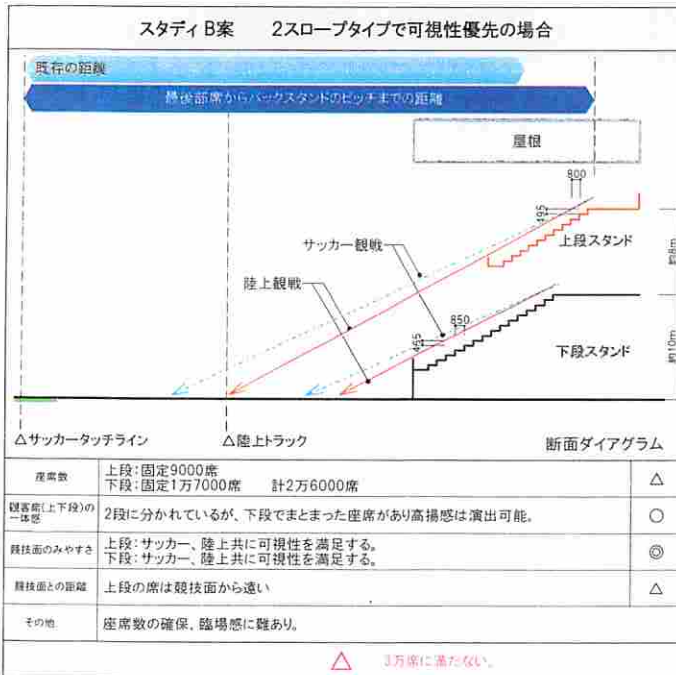 スタディB案　2スロープタイプで可視性優先の場合
既存の距離
最後部席からバックスタンドのピッチまでの距離
屋根
800
495
上段スタンド
サッカー観戦
陸上観戦
約8m
850
465
下段スタンド
約10m
△サッカータッチライン
△陸上トラック
断面ダイアグラム
座席数
上段：固定9000席
下段：固定1万7000席　計2万6000席
△
観客席(上下段)の
一体感
2段に分かれているが、下段でまとまった座席があり高揚感は演出可能。
○
競技面のみやすさ
上段：サッカー、陸上共に可視性を満足する。
下段：サッカー、陸上共に可視性を満足する。
◎
競技面との距離
上段の席は競技面から遠い
△
その他
座席数の確保、臨場感に難あり。
△　3万席に満たない。